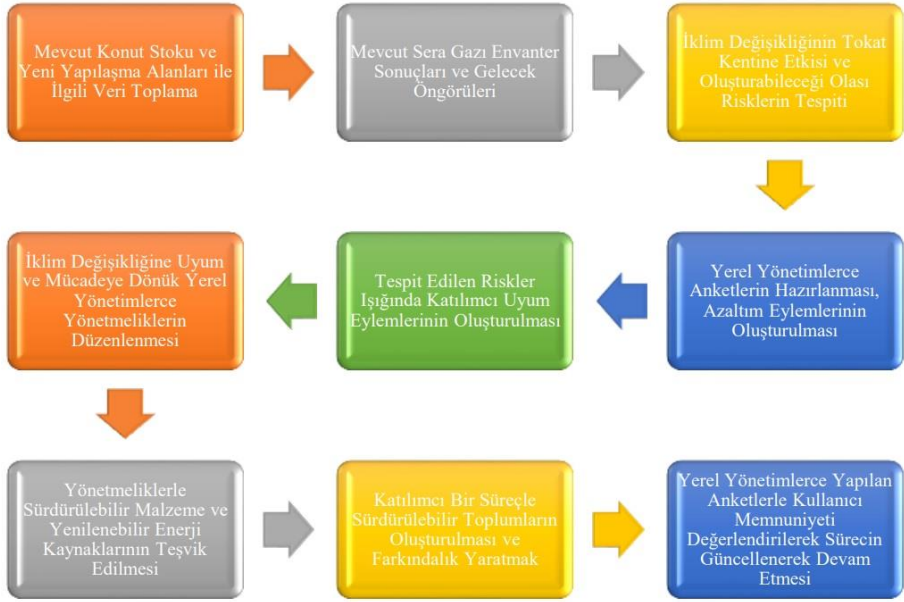 Mevcut Konut Stoku ve
Yeni Yapılaşma Alanları ile
İlgili Veri Toplama
Mevcut Sera Gazı Envanter
Sonuçları ve Gelecek
Öngörüleri
İklim Değişikliğinin Tokat
Kentine Etkisi ve
Oluşturabileceği Olası
Risklerin Tespiti
Yerel Yönetimlerce
Anketlerin Hazırlanması,
Azaltım Eylemlerinin
Oluşturulması
Tespit Edilen Riskler
Işığında Katılımcı Uyum
Eylemlerinin Oluşturulması
İklim Değişikliğine Uyum
ve Mücadeye Dönük Yerel
Yönetimlerce
Yönetmeliklerin
Düzenlenmesi
Yönetmeliklerle
Sürdürülebilir Malzeme ve
Yenilenebilir Enerji
Kaynaklarının Teşvik
Edilmesi
Katılımcı Bir Süreçle
Sürdürülebilir Toplumların
Oluşturulması ve
Farkındalık Yaratmak
Yerel Yönetimlerce Yapılan
Anketlerle Kullanıcı
Memnuniyeti
Değerlendirilerek Sürecin
Güncellenerek Devam
Etmesi